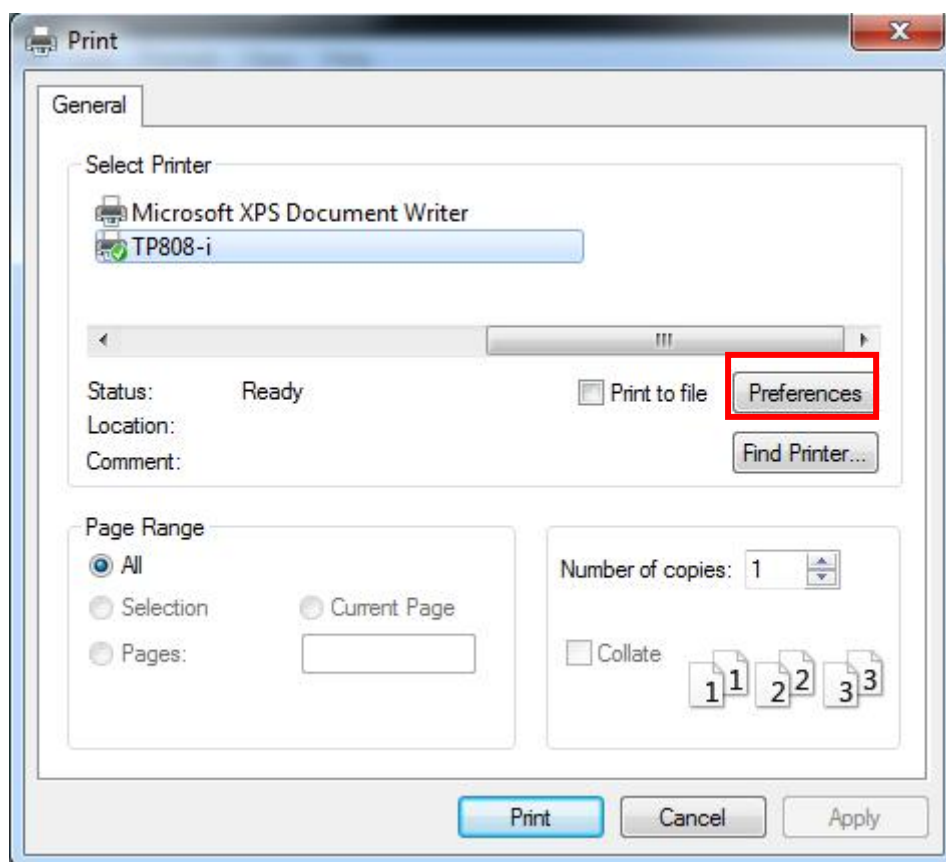 Print
X
General
Select Printer
Microsoft XPS Document Writer
TP808-i
Status: Ready
Print to file
Preferences
Location:
Comment:
Find Printer...
Page Range
All
Selection
Current Page
Pages:
Number of copies: 1
Collate
1 1 2 2 3 3
Print
Cancel
Apply